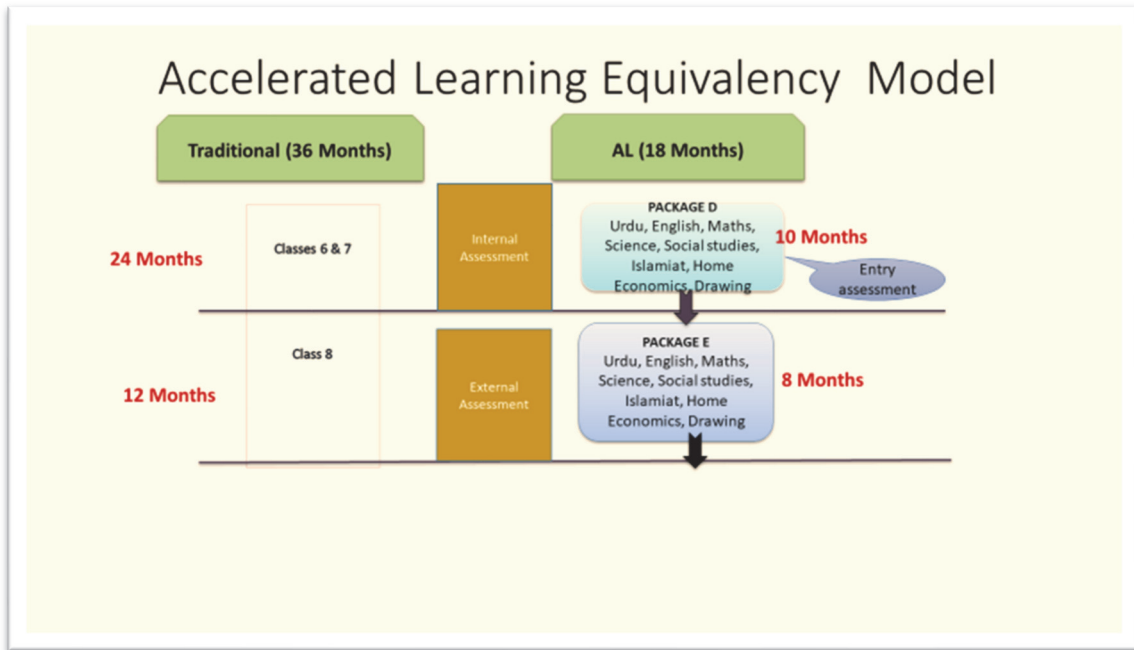 Accelerated Learning Equivalency Model
Traditional (36 Months)
AL (18 Months)
24 Months
Classes 6 & 7
Internal
Assessment
PACKAGE D
Urdu, English, Maths,
Science, Social studies,
Islamiat, Home
Economics, Drawing
10 Months
Entry
assessment
12 Months
Class 8
External
Assessment
PACKAGE E
Urdu, English, Maths,
Science, Social studies,
Islamiat, Home
Economics, Drawing
8 Months